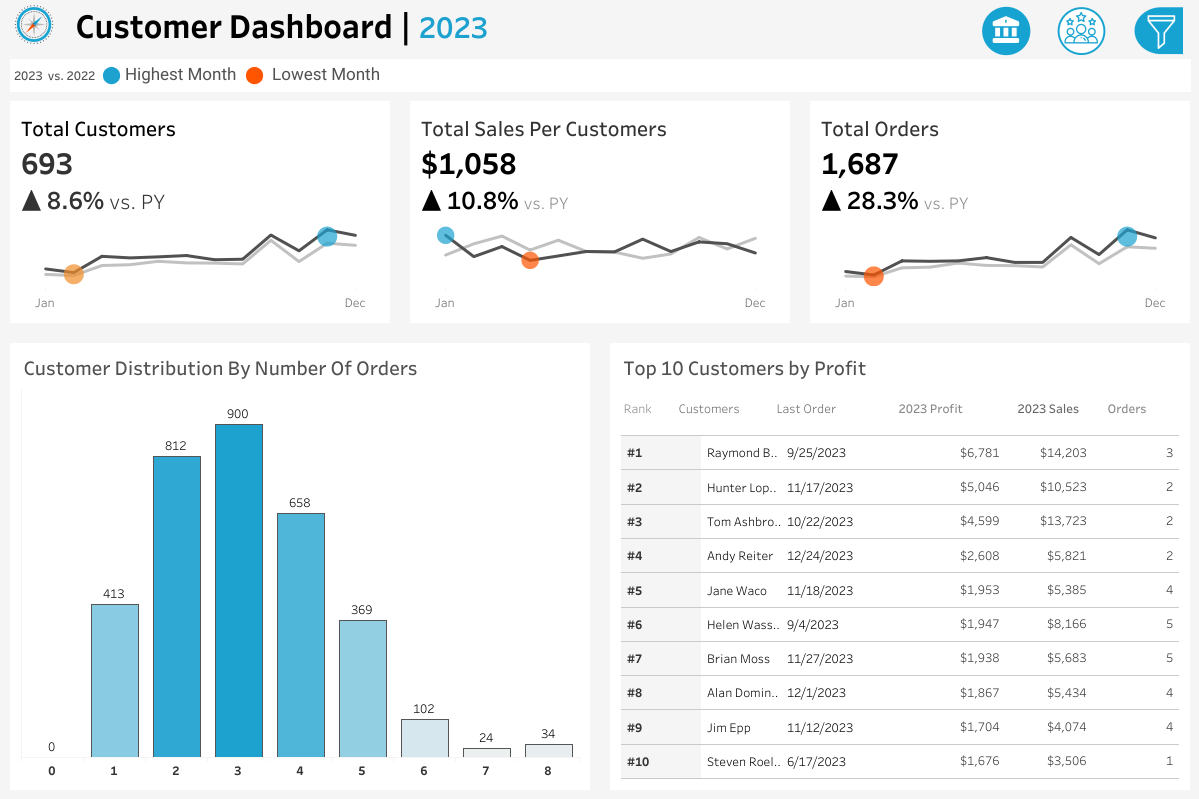 Customer Dashboard | 2023
2023 vs. 2022 Highest Month Lowest Month
Total Customers
693
▲ 8.6% vs. PY
Jan Dec
Total Sales Per Customers
$1,058
▲ 10.8% vs. PY
Jan Dec
Total Orders
1,687
▲ 28.3% vs. PY
Jan Dec
Customer Distribution By Number Of Orders
900
812
658
413
369
102
24
34
0
0 1 2 3 4 5 6 7 8
Top 10 Customers by Profit
Rank Customers Last Order 2023 Profit 2023 Sales Orders
#1 Raymond B.. 9/25/2023 $6,781 $14,203 3
#2 Hunter Lop.. 11/17/2023 $5,046 $10,523 2
#3 Tom Ashbro.. 10/22/2023 $4,599 $13,723 2
#4 Andy Reiter 12/24/2023 $2,608 $5,821 2
#5 Jane Waco 11/18/2023 $1,953 $5,385 4
#6 Helen Wass.. 9/4/2023 $1,947 $8,166 5
#7 Brian Moss 11/27/2023 $1,938 $5,683 5
#8 Alan Domin.. 12/1/2023 $1,867 $5,434 4
#9 Jim Epp 11/12/2023 $1,704 $4,074 4
#10 Steven Roel.. 6/17/2023 $1,676 $3,506 1